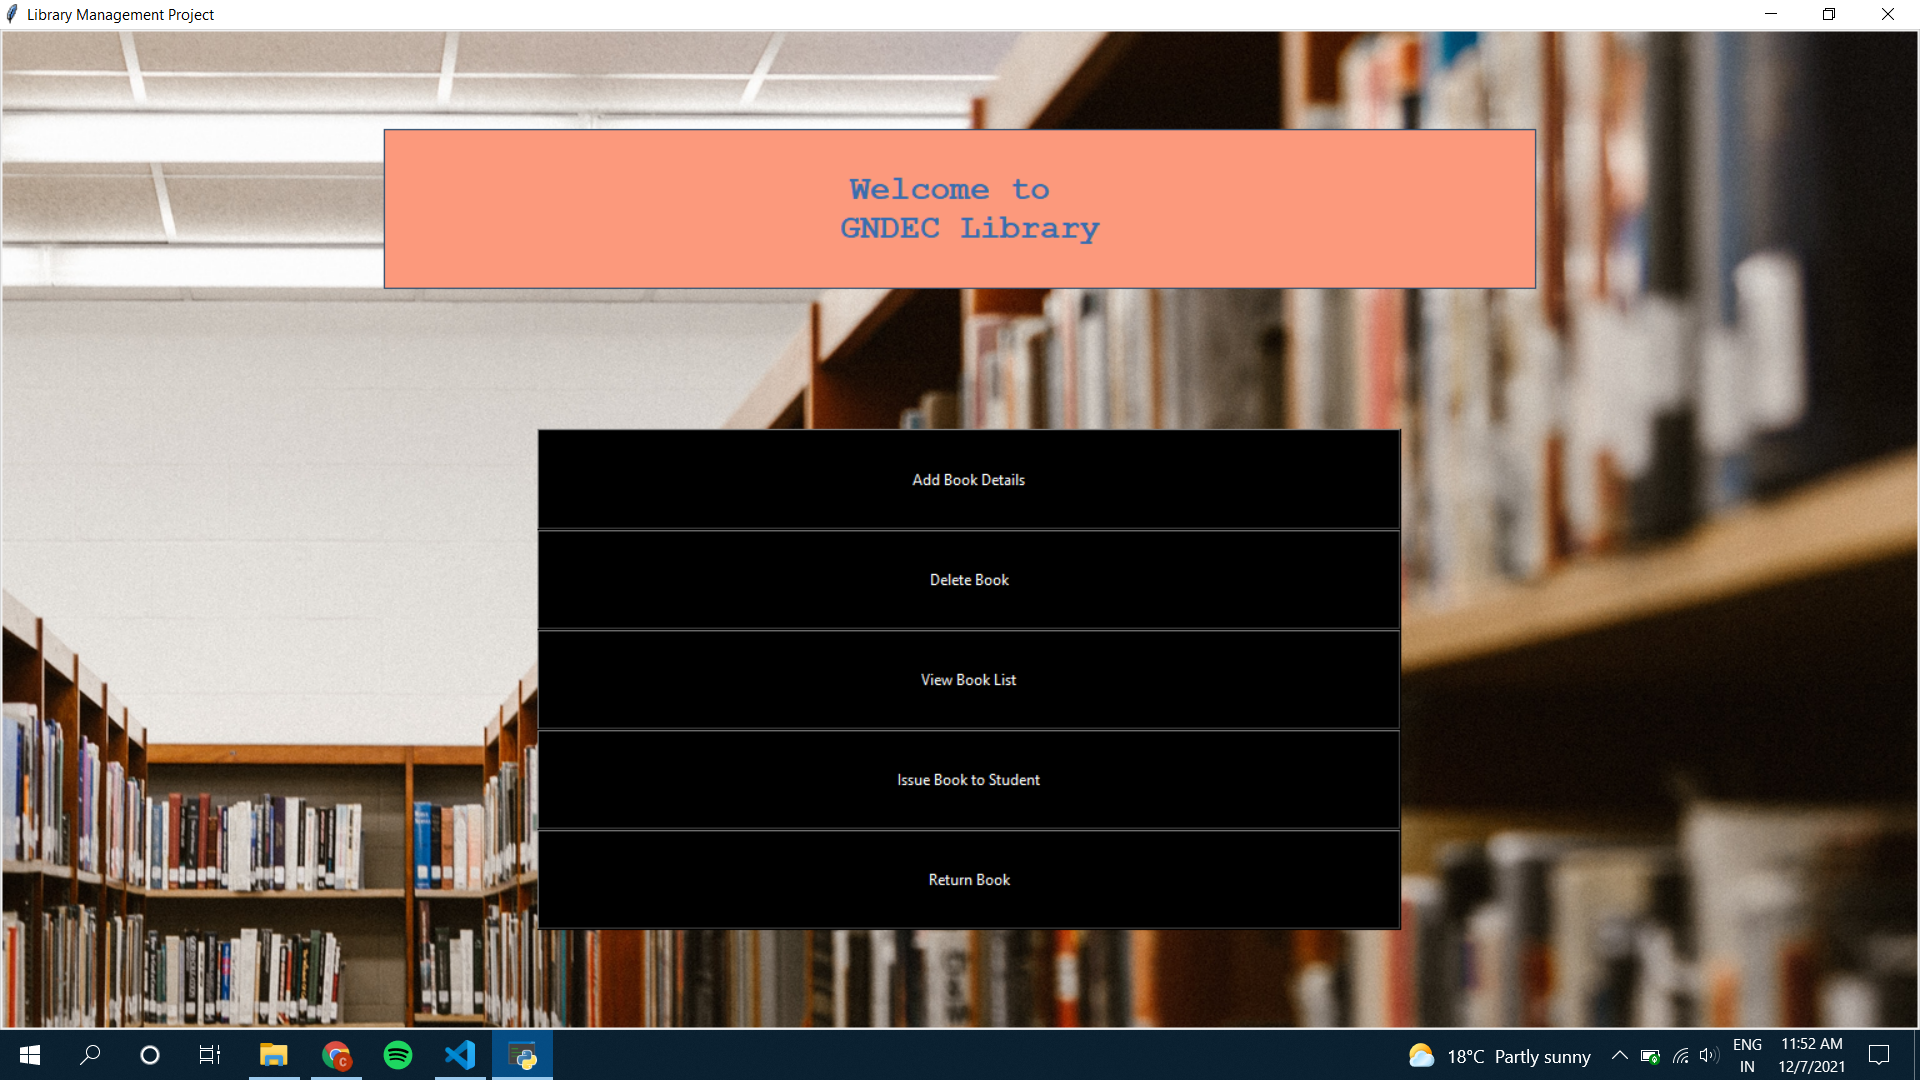 Library Management Project
Welcome to
GNDEC Library
Add Book Details
Delete Book
View Book List
Issue Book to Student
Return Book
18°C Partly sunny
ENG
IN
11:52 AM
12/7/2021